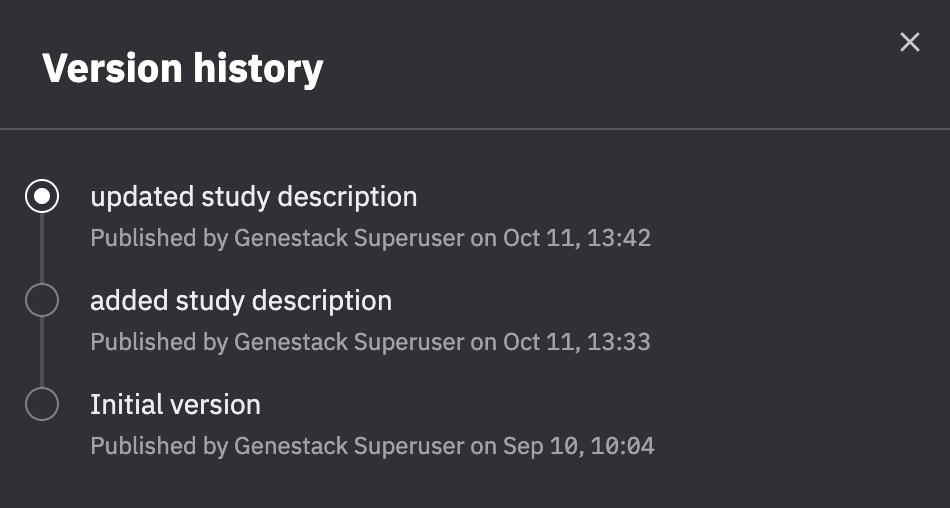 Version history
updated study description
Published by Genestack Superuser on Oct 11, 13:42
added study description
Published by Genestack Superuser on Oct 11, 13:33
Initial version
Published by Genestack Superuser on Sep 10, 10:04